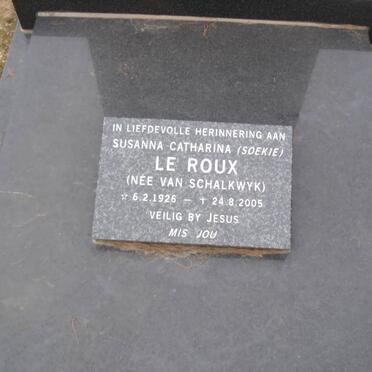 IN LIEFDEVOLLE HERINNERING AAN
SUSANNA CATHARINA (SOEKIE)
LE ROUX
(NÉE VAN SCHALKWYK)
☆ 6.2.1926 – † 24.8.2005
VEILIG BY JESUS
MIS JOU